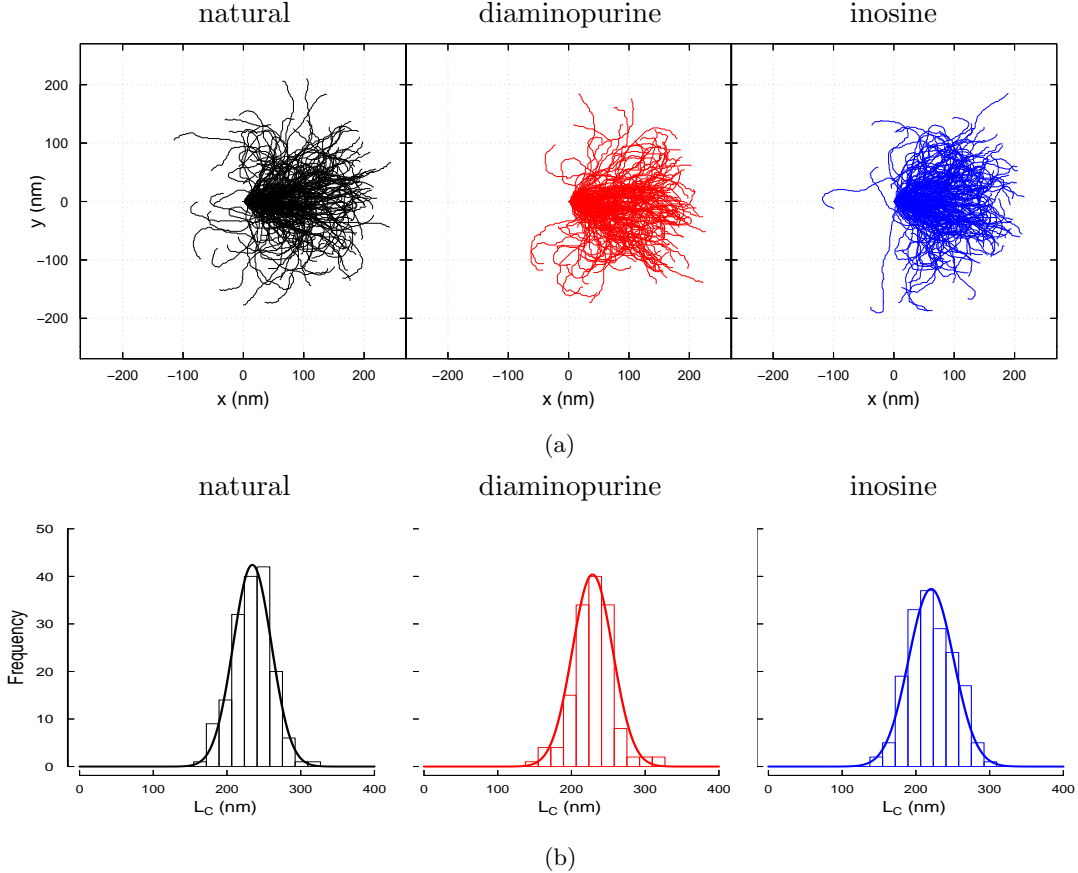 natural diaminopurine inosine
200
100
0
−100
−200
y (nm)
−200 −100 0 100 200 −200 −100 0 100 200 −200 −100 0 100 200
x (nm) x (nm) x (nm)
(a)
natural diaminopurine inosine
50
40
30
20
10
0
Frequency
0 100 200 300 400 0 100 200 300 400 0 100 200 300 400
L_C (nm) L_C (nm) L_C (nm)
(b)